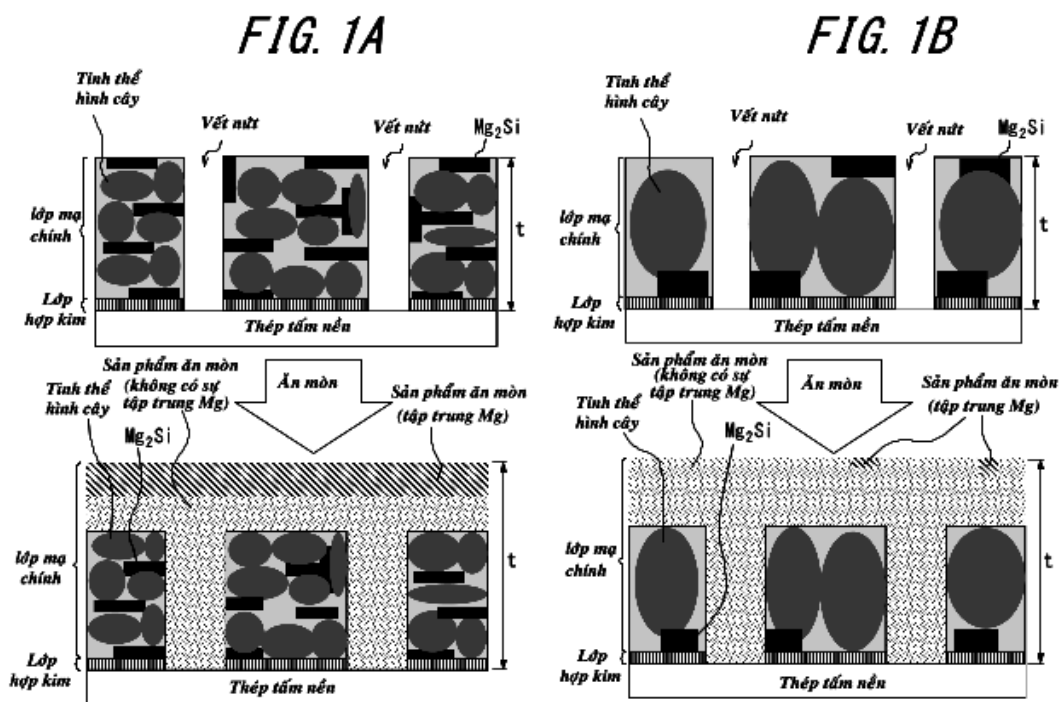 FIG. 1A
FIG. 1B
Tinh thể
hình cây
Vết nứt
Vết nứt
Mg₂Si
lớp mạ
chính
t
Lớp
hợp kim
Thép tấm nền
Tinh thể
hình cây
Vết nứt
Vết nứt
Mg₂Si
lớp mạ
chính
t
Lớp
hợp kim
Thép tấm nền
Sản phẩm ăn mòn
(không có sự
tập trung Mg)
Ăn mòn
Sản phẩm ăn mòn
(tập trung Mg)
Tinh thể
hình cây
Mg₂Si
lớp mạ
chính
t
Lớp
hợp kim
Thép tấm nền
Sản phẩm ăn mòn
(không có sự
tập trung Mg)
Ăn mòn
Sản phẩm ăn mòn
(tập trung Mg)
Tinh thể
hình cây
Mg₂Si
lớp mạ
chính
t
Lớp
hợp kim
Thép tấm nền